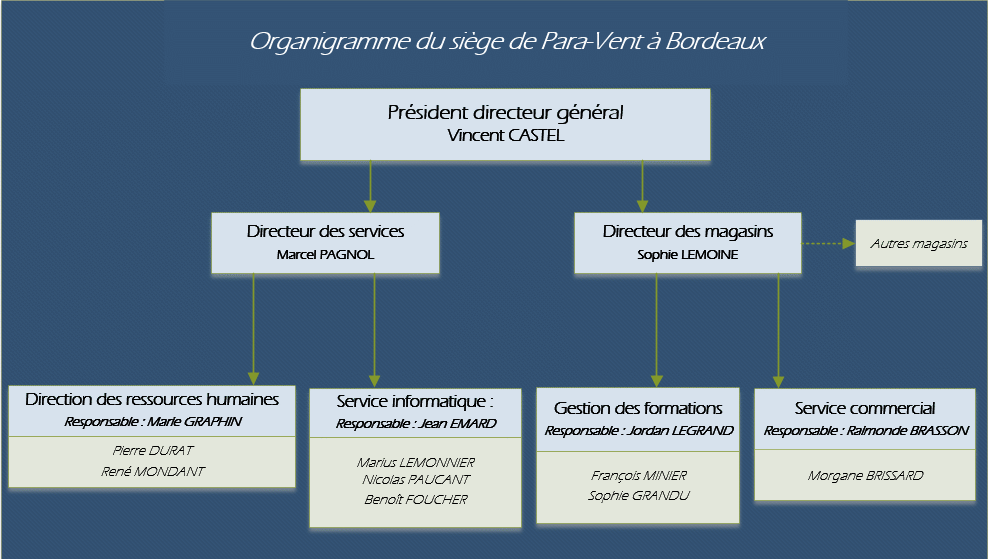 Organigramme du siège de Para-Vent à Bordeaux
Président directeur général
Vincent CASTEL
Directeur des services
Marcel PAGNOL
Directeur des magasins
Sophie LEMOINE
Autres magasins
Direction des ressources humaines
Responsable : Marie GRAPHIN
Pierre DURAT
René MONDANT
Service informatique :
Responsable : Jean EMARD
Marius LEMONNIER
Nicolas PAUCANT
Benoît FOUCHER
Gestion des formations
Responsable : Jordan LEGRAND
François MINIER
Sophie GRANDU
Service commercial
Responsable : Raimonde BRASSON
Morgane BRISSARD